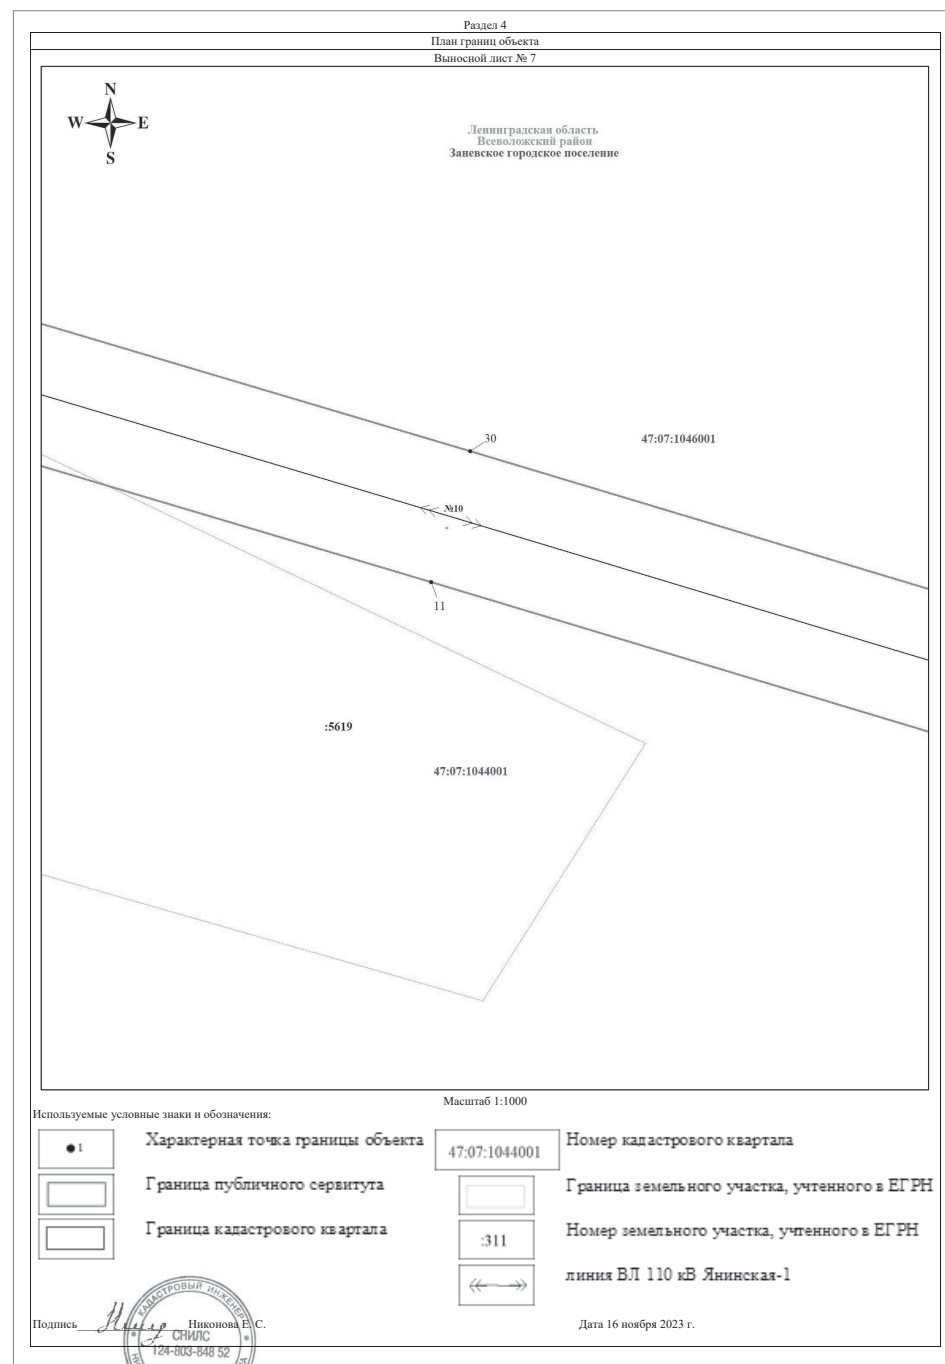 Раздел 4
План границ объекта
Выносной лист № 7
N
W E
S
Ленинградская область
Всеволожский район
Заневское городское поселение
30
47:07:1046001
№10
11
:5619
47:07:1044001
Масштаб 1:1000
Используемые условные знаки и обозначения:
1 Характерная точка границы объекта
47:07:1044001 Номер кадастрового квартала
Граница публичного сервитута
Граница земельного участка, учтенного в ЕГРН
Граница кадастрового квартала
:311 Номер земельного участка, учтенного в ЕГРН
линия ВЛ 110 кВ Янинская-1
Подпись Никонова Е. С.
Дата 16 ноября 2023 г.
КАДАСТРОВЫЙ ИНЖЕНЕР
СНИЛС
124-803-848 52